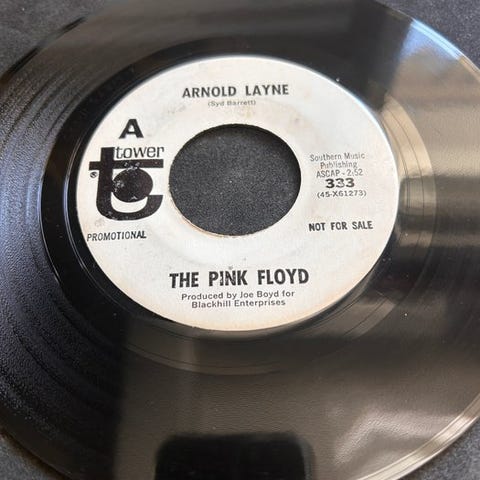 ARNOLD LAYNE
(Syd Barrett)
A
tower
®
PROMOTIONAL
Southern Music
Publishing
ASCAP - 2:52
333
(45-X61273)
NOT FOR SALE
THE PINK FLOYD
Produced by Joe Boyd for
Blackhill Enterprises